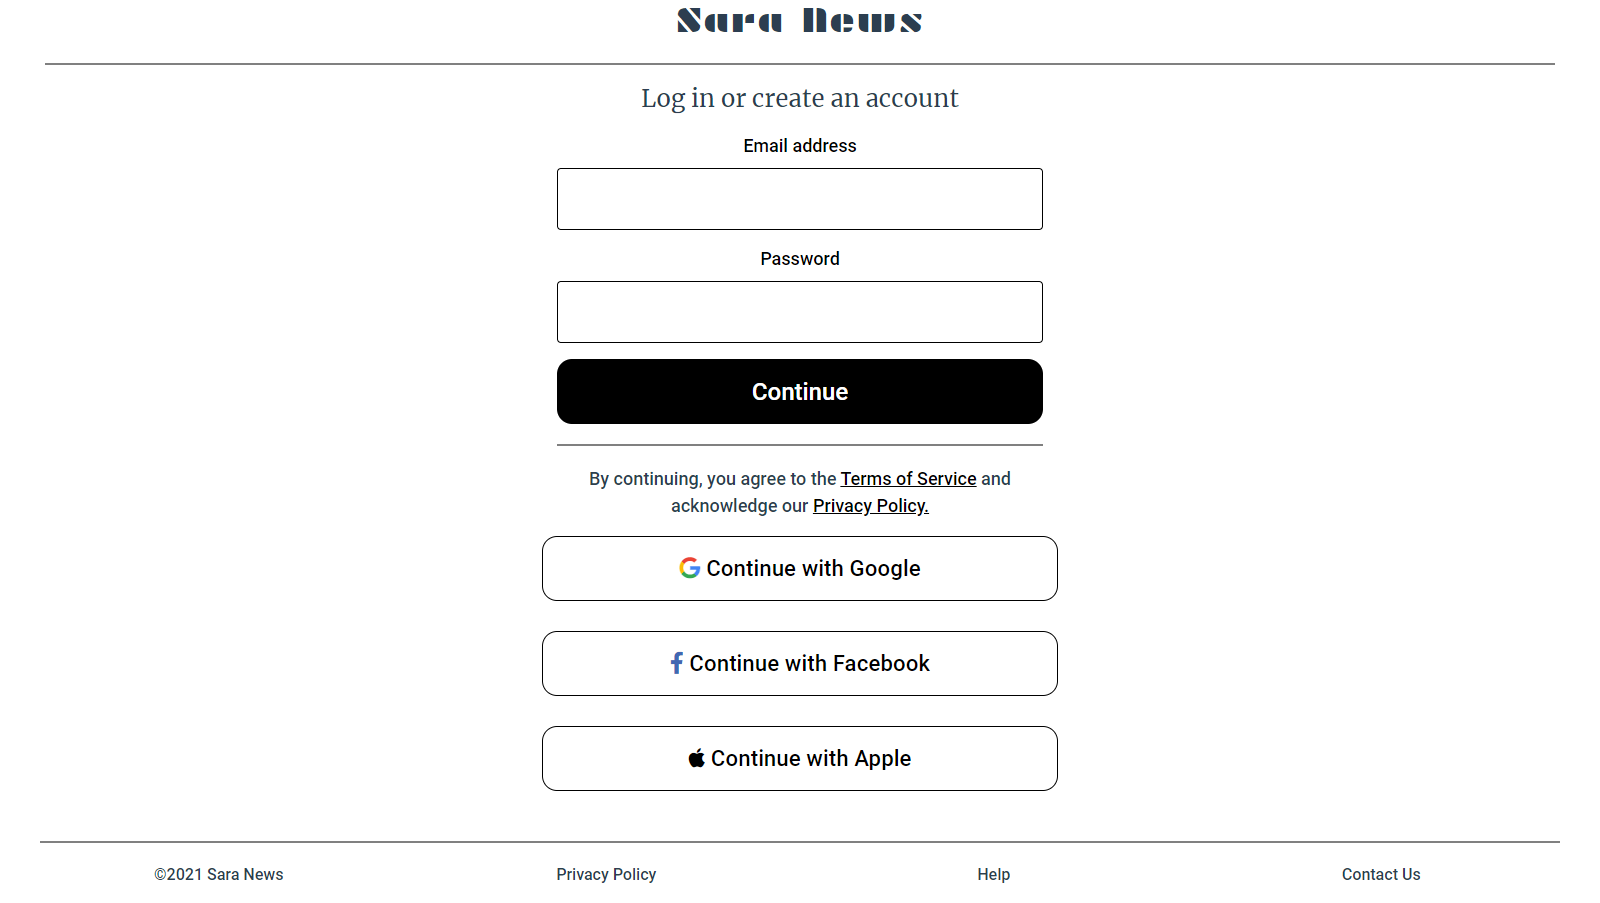 Sara News
Log in or create an account
Email address
Password
Continue
By continuing, you agree to the Terms of Service and
acknowledge our Privacy Policy.
Continue with Google
Continue with Facebook
Continue with Apple
©2021 Sara News
Privacy Policy
Help
Contact Us